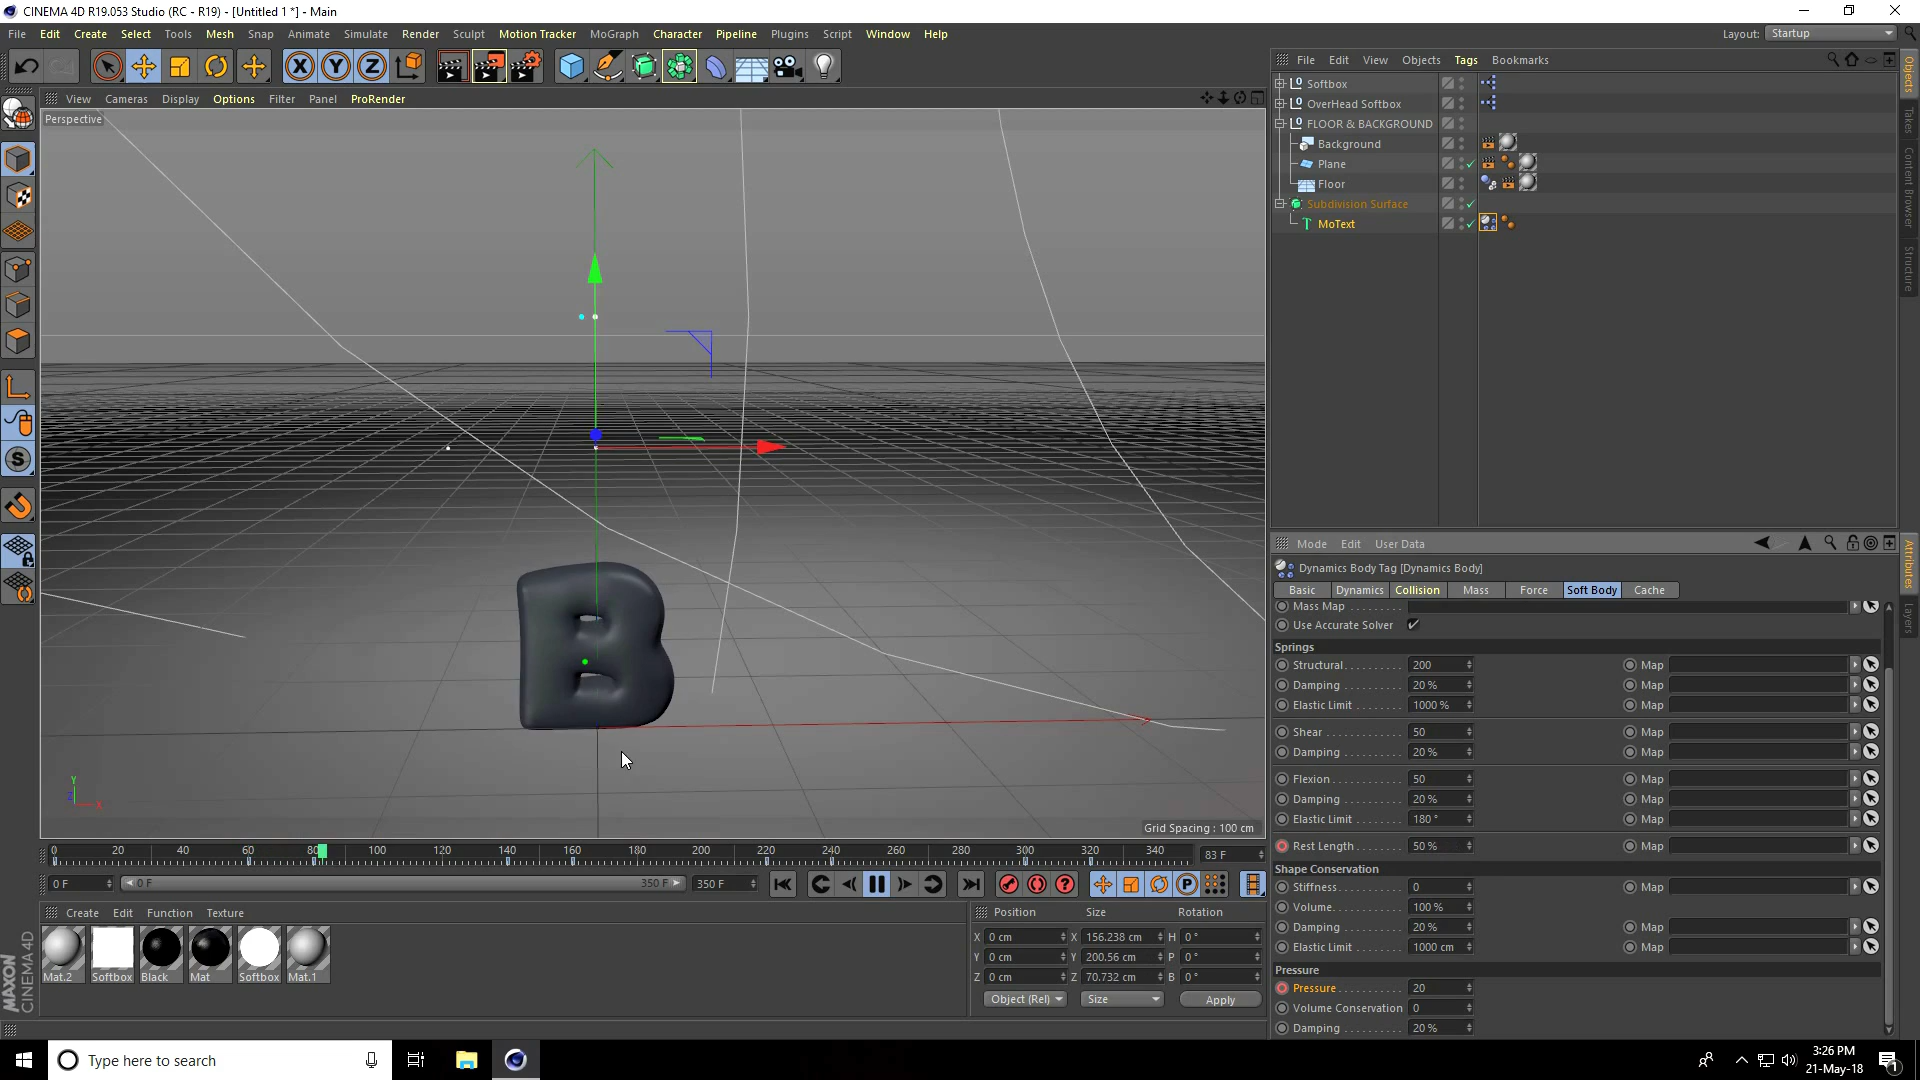 CINEMA 4D R19.053 Studio (RC - R19) - [Untitled 1 *] - Main
File Edit Create Select Tools Mesh Snap Animate Simulate Render Sculpt Motion Tracker MoGraph Character Pipeline Plugins Script Window Help
Layout: Startup
View Cameras Display Options Filter Panel ProRender
Perspective
Grid Spacing : 100 cm
Y
Z
X
File Edit View Objects Tags Bookmarks
Softbox
OverHead Softbox
FLOOR & BACKGROUND
Background
Plane
Floor
Subdivision Surface
MoText
Objects
Takes
Content Browser
Structure
Mode Edit User Data
Dynamics Body Tag [Dynamics Body]
Basic Dynamics Collision Mass Force Soft Body Cache
Mass Map
Use Accurate Solver
Springs
Structural 200 Map
Damping 20 % Map
Elastic Limit 1000 % Map
Shear 50 Map
Damping 20 % Map
Flexion 50 Map
Damping 20 % Map
Elastic Limit 180 ° Map
Rest Length 50 % Map
Shape Conservation
Stiffness 0 Map
Volume 100 %
Damping 20 % Map
Elastic Limit 1000 cm Map
Pressure
Pressure 20
Volume Conservation 0
Damping 20 %
Attributes
Layers
0 20 40 60 80 100 120 140 160 180 200 220 240 260 280 300 320 340
83 F
0 F
0 F
350 F
350 F
Create Edit Function Texture
Mat.2 Softbox Black Mat Softbox Mat.1
Position Size Rotation
X 0 cm X 156.238 cm H 0 °
Y 0 cm Y 200.56 cm P 0 °
Z 0 cm Z 70.732 cm B 0 °
Object (Rel) Size Apply
MAXON
CINEMA 4D
Type here to search
3:26 PM
21-May-18
1